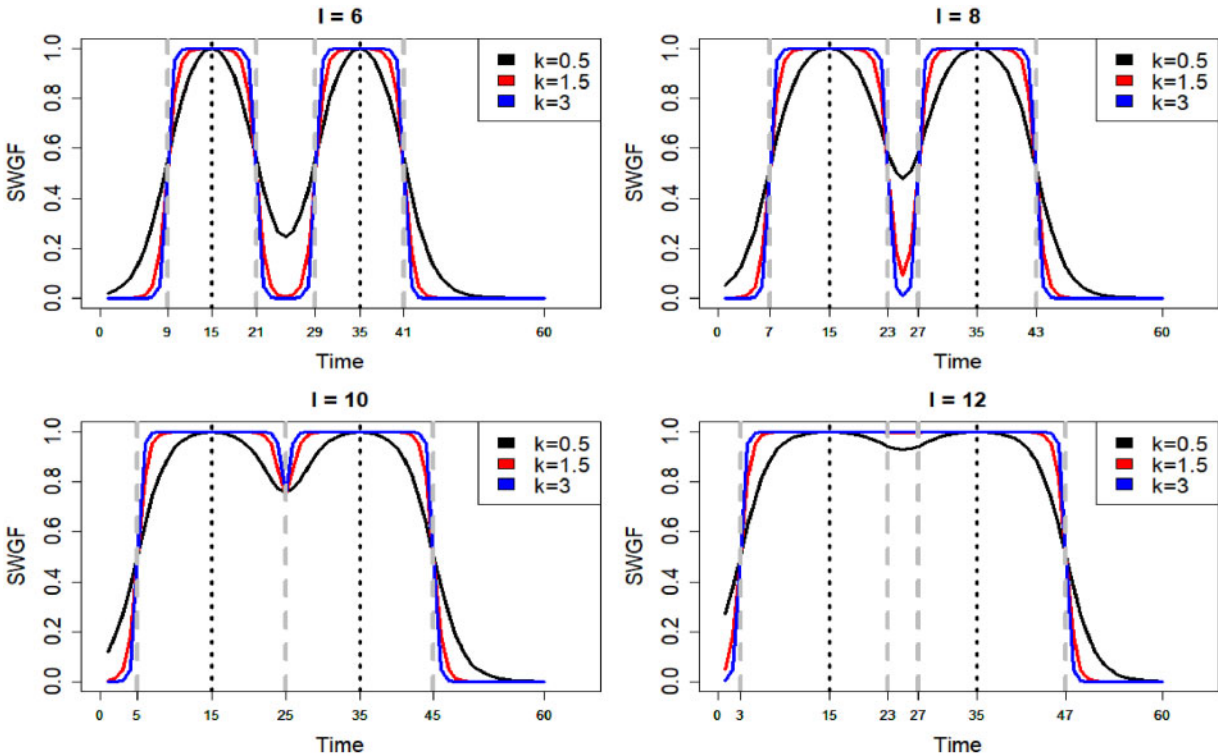 l = 6
SWGF
1.0
0.8
0.6
0.4
0.2
0.0
k=0.5
k=1.5
k=3
0 9 15 21 29 35 41 60
Time
l = 8
SWGF
1.0
0.8
0.6
0.4
0.2
0.0
k=0.5
k=1.5
k=3
0 7 15 23 27 35 43 60
Time
l = 10
SWGF
1.0
0.8
0.6
0.4
0.2
0.0
k=0.5
k=1.5
k=3
0 5 15 25 35 45 60
Time
l = 12
SWGF
1.0
0.8
0.6
0.4
0.2
0.0
k=0.5
k=1.5
k=3
0 3 15 23 27 35 47 60
Time